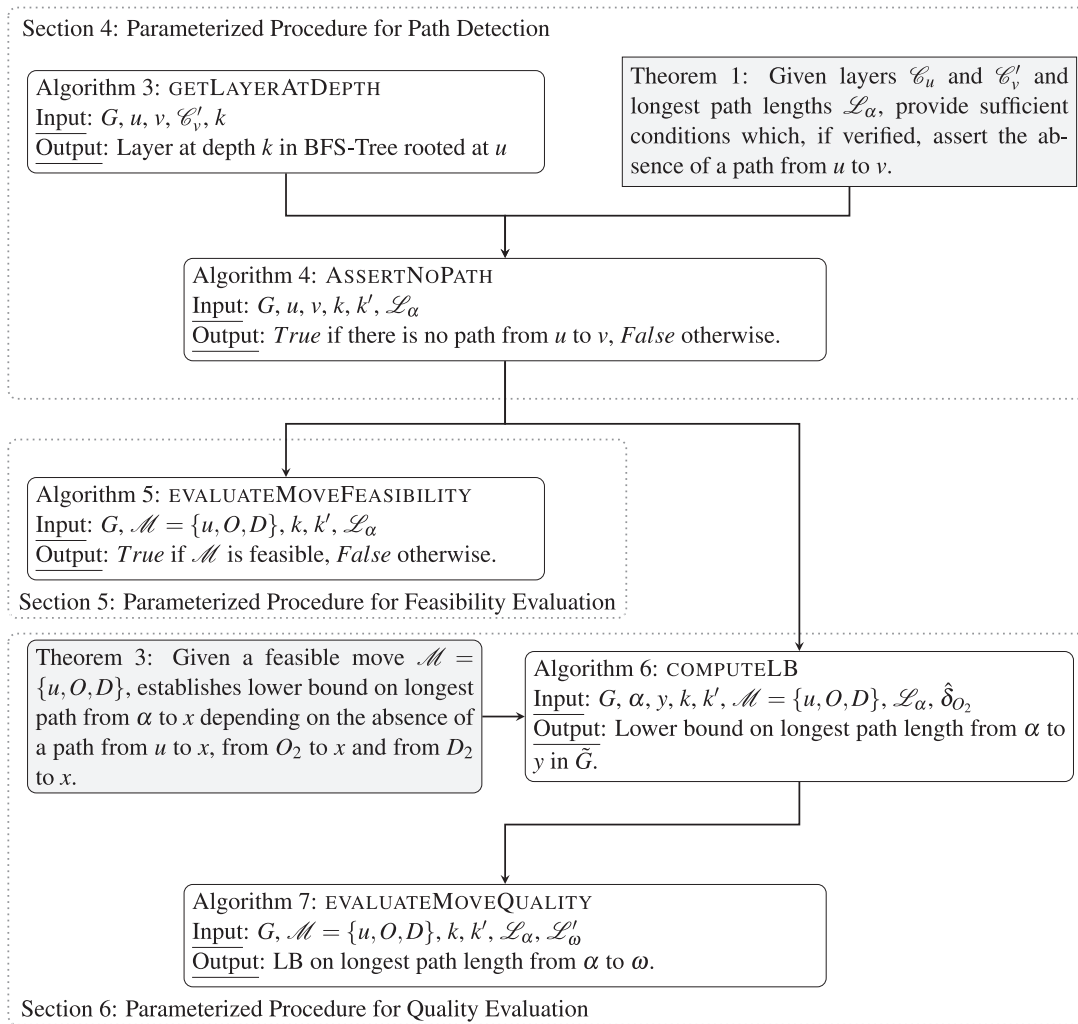 Section 4: Parameterized Procedure for Path Detection
Algorithm 3: GETLAYERATDEPTH
Input: G, u, v, 𝒞′ᵥ, k
Output: Layer at depth k in BFS-Tree rooted at u
Theorem 1: Given layers 𝒞ᵤ and 𝒞′ᵥ and
longest path lengths ℒ_α, provide sufficient
conditions which, if verified, assert the ab-
sence of a path from u to v.
Algorithm 4: ASSERTNOPATH
Input: G, u, v, k, k′, ℒ_α
Output: True if there is no path from u to v, False otherwise.
Algorithm 5: EVALUATEMOVEFEASIBILITY
Input: G, ℳ = {u, O, D}, k, k′, ℒ_α
Output: True if ℳ is feasible, False otherwise.
Section 5: Parameterized Procedure for Feasibility Evaluation
Theorem 3: Given a feasible move ℳ =
{u, O, D}, establishes lower bound on longest
path from α to x depending on the absence of
a path from u to x, from O₂ to x and from D₂
to x.
Algorithm 6: COMPUTELB
Input: G, α, y, k, k′, ℳ = {u, O, D}, ℒ_α, δ̂_O₂
Output: Lower bound on longest path length from α to
y in G̃.
Algorithm 7: EVALUATEMOVEQUALITY
Input: G, ℳ = {u, O, D}, k, k′, ℒ_α, ℒ′_ω
Output: LB on longest path length from α to ω.
Section 6: Parameterized Procedure for Quality Evaluation